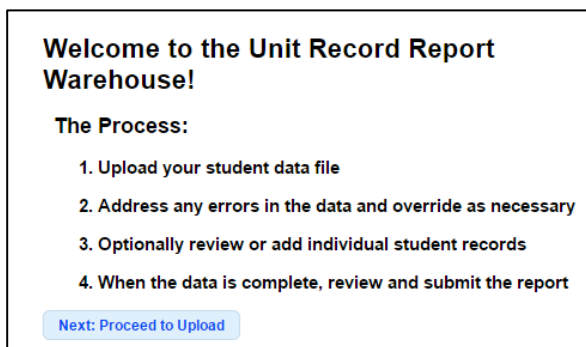 Welcome to the Unit Record Report
Warehouse!
The Process:
1. Upload your student data file
2. Address any errors in the data and override as necessary
3. Optionally review or add individual student records
4. When the data is complete, review and submit the report
Next: Proceed to Upload